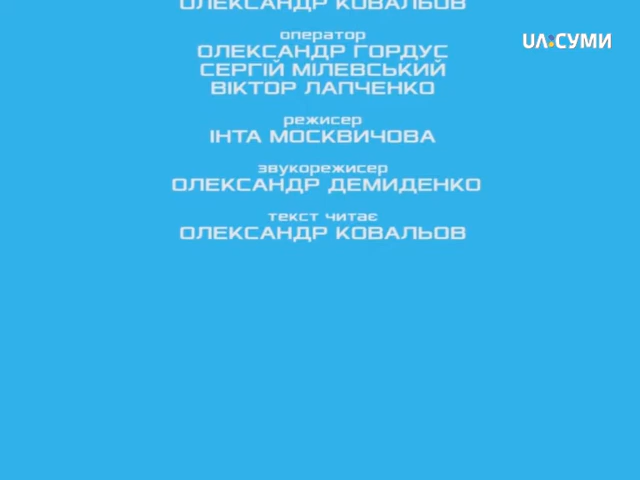 ОЛЕКСАНДР КОВАЛЬОВ
оператор
ОЛЕКСАНДР ГОРДУС
СЕРГІЙ МІЛЕВСЬКИЙ
ВІКТОР ЛАПЧЕНКО
режисер
ІНТА МОСКВИЧОВА
звукорежисер
ОЛЕКСАНДР ДЕМИДЕНКО
текст читає
ОЛЕКСАНДР КОВАЛЬОВ
UA:СУМИ